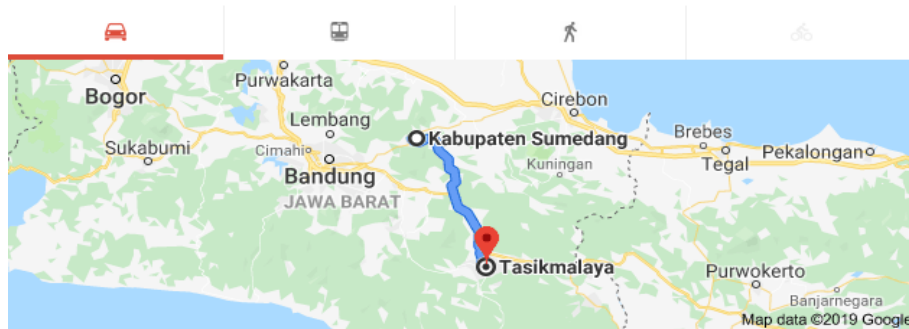 Purwakarta
Bogor
Cirebon
Lembang
Kabupaten Sumedang
Brebes
Sukabumi
Cimahi
Tegal
Pekalongan
Kuningan
Bandung
JAWA BARAT
Tasikmalaya
Purwokerto
Banjarnegara
Map data ©2019 Google